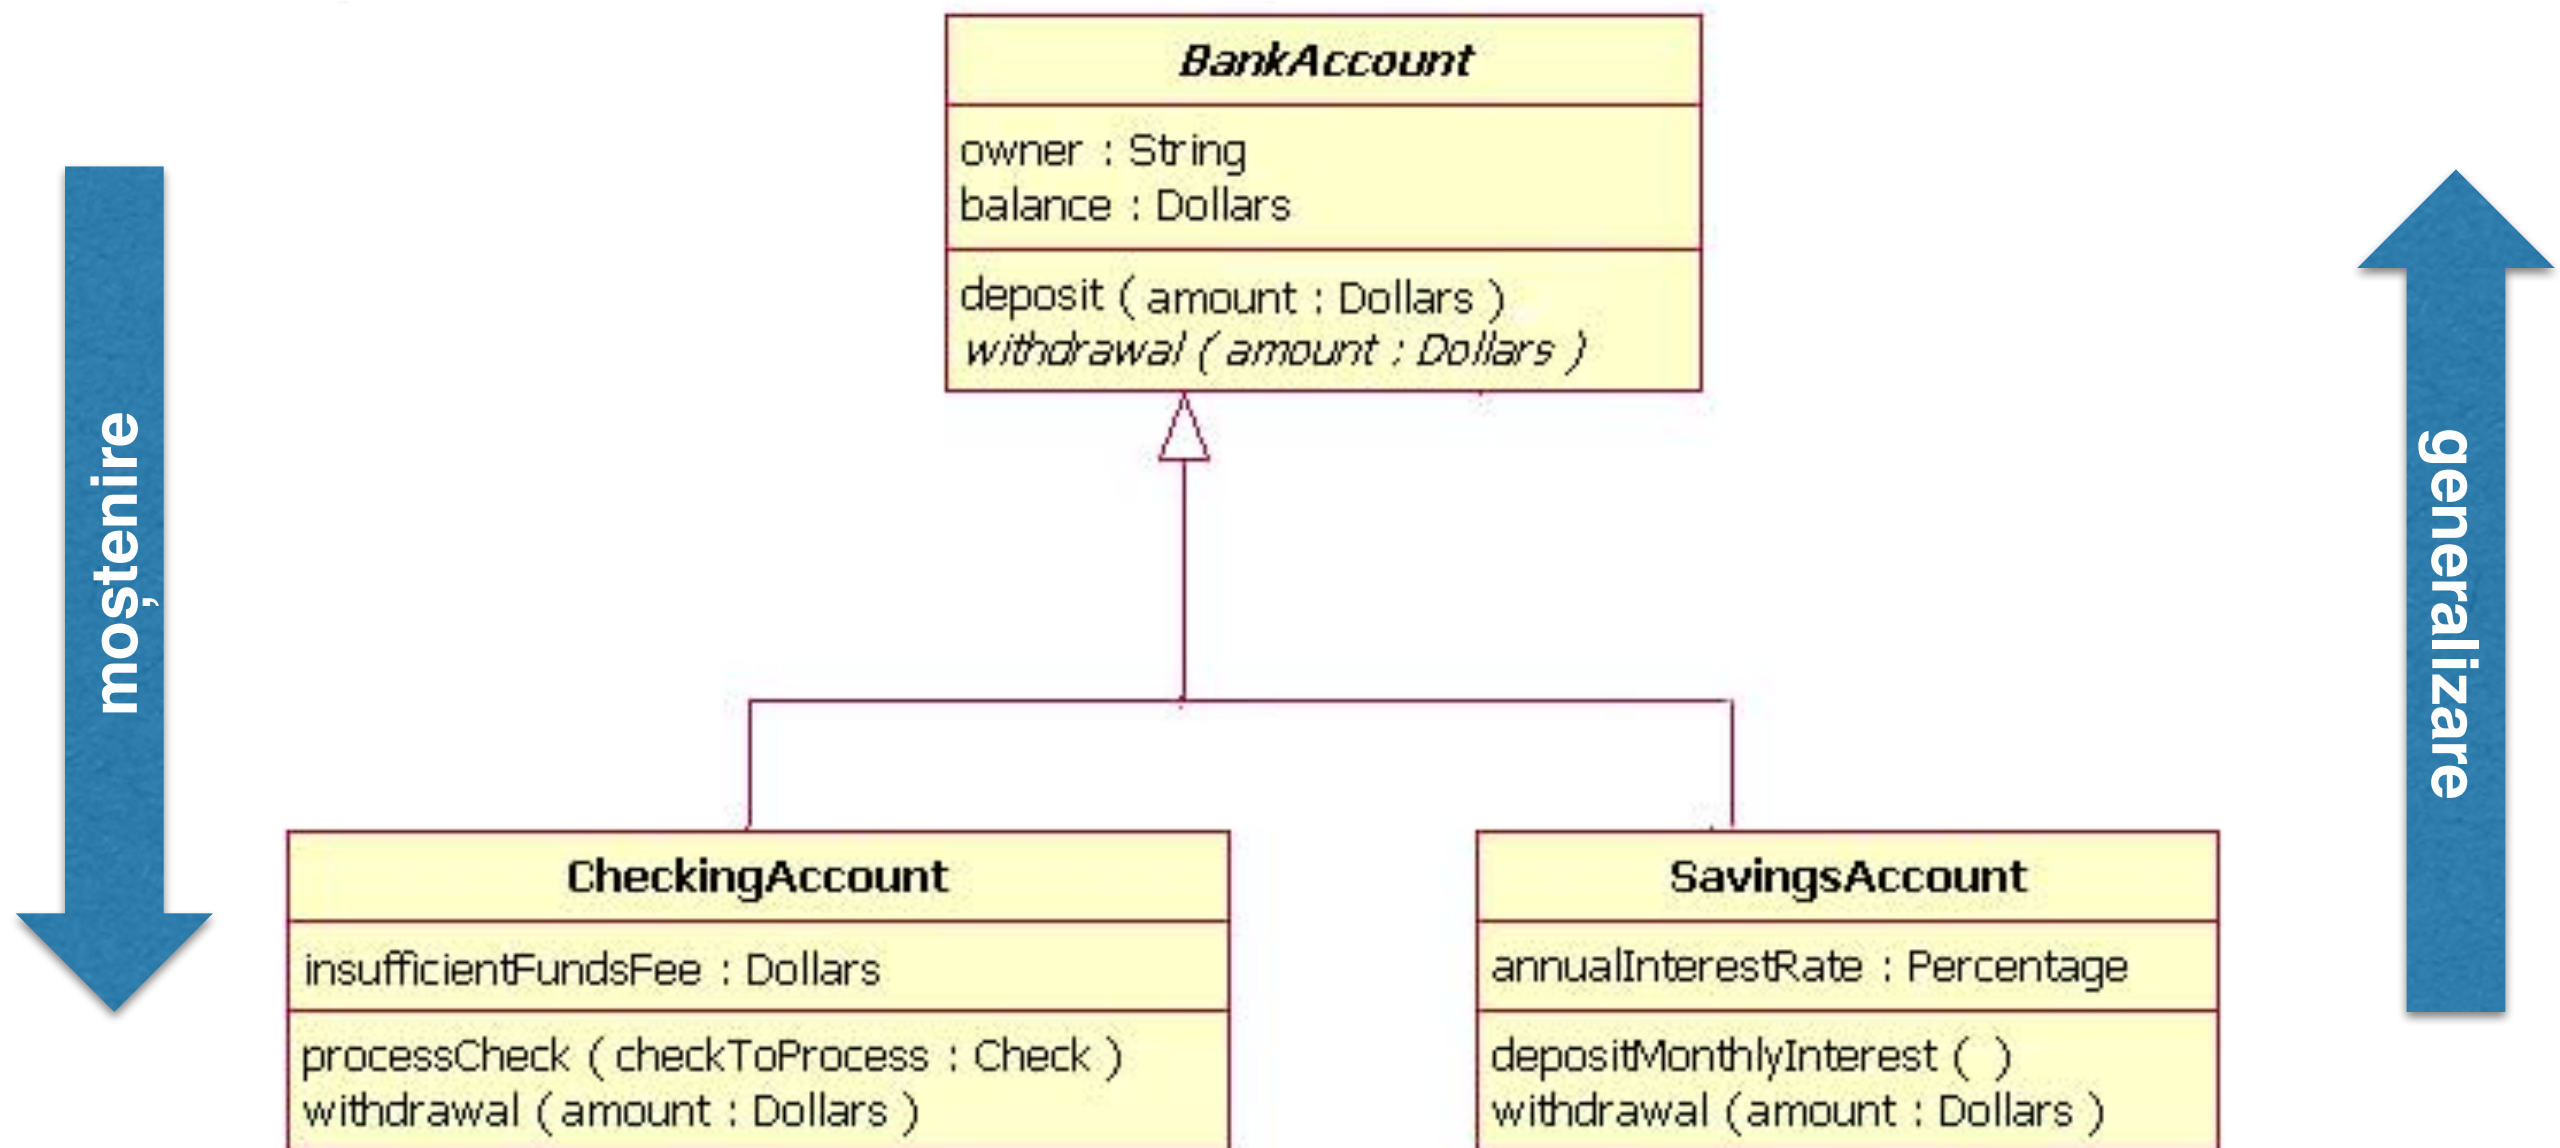 BankAccount
owner : String
balance : Dollars
deposit ( amount : Dollars )
withdrawal ( amount : Dollars )
moștenire
generalizare
CheckingAccount
insufficientFundsFee : Dollars
processCheck ( checkToProcess : Check )
withdrawal ( amount : Dollars )
SavingsAccount
annualInterestRate : Percentage
depositMonthlyInterest ( )
withdrawal ( amount : Dollars )